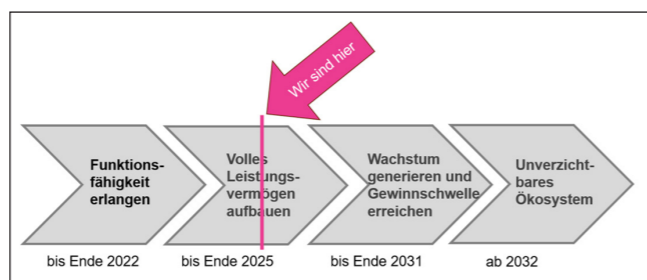 Wir sind hier
Funktions-
fähigkeit
erlangen
Volles
Leistungs-
vermögen
aufbauen
Wachstum
generieren und
Gewinnschwelle
erreichen
Unverzicht-
bares
Ökosystem
bis Ende 2022
bis Ende 2025
bis Ende 2031
ab 2032